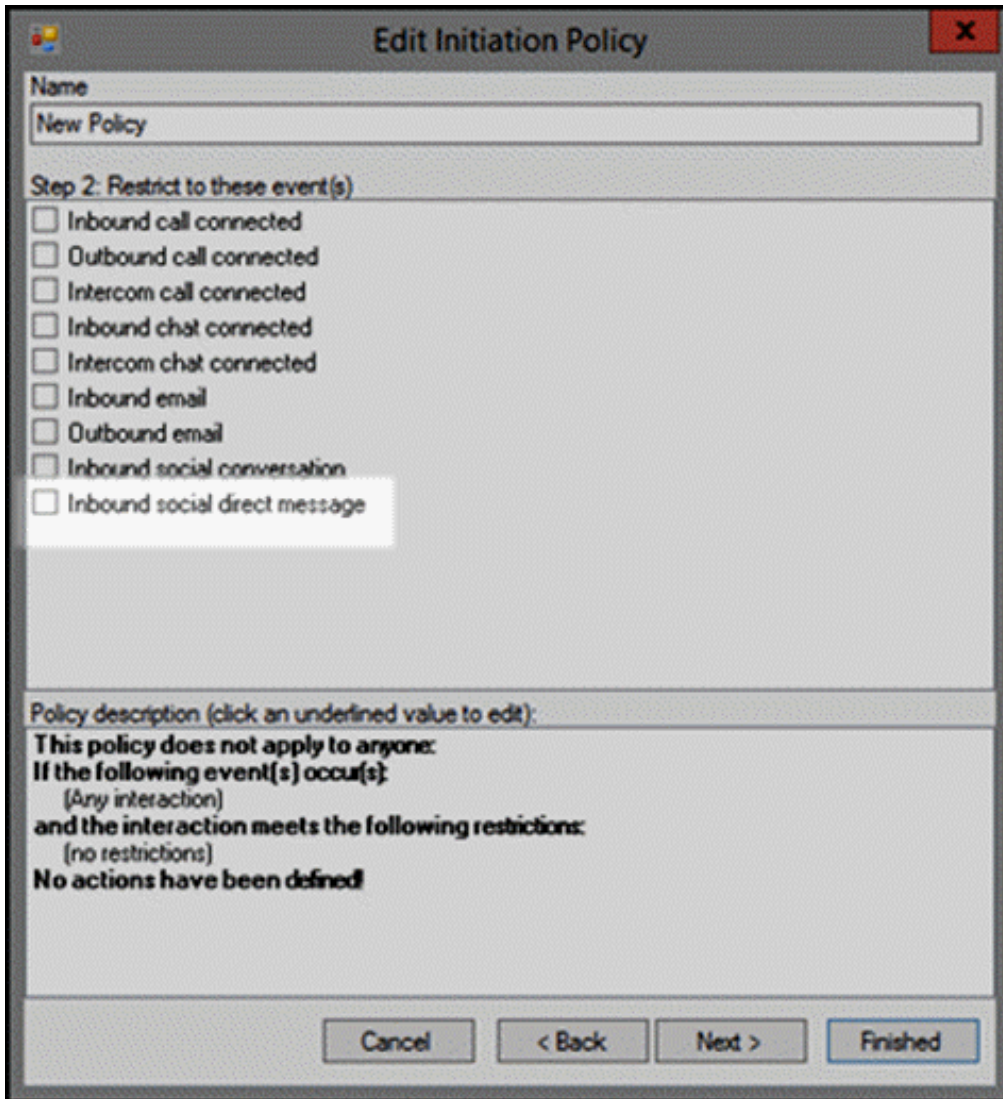 Edit Initiation Policy
x
Name
New Policy
Step 2: Restrict to these event(s)
Inbound call connected
Outbound call connected
Intercom call connected
Inbound chat connected
Intercom chat connected
Inbound email
Outbound email
Inbound social conversation
Inbound social direct message
Policy description (click an underlined value to edit):
This policy does not apply to anyone:
If the following event(s) occur(s):
(Any interaction)
and the interaction meets the following restrictions:
(no restrictions)
No actions have been defined!
Cancel
< Back
Next >
Finished